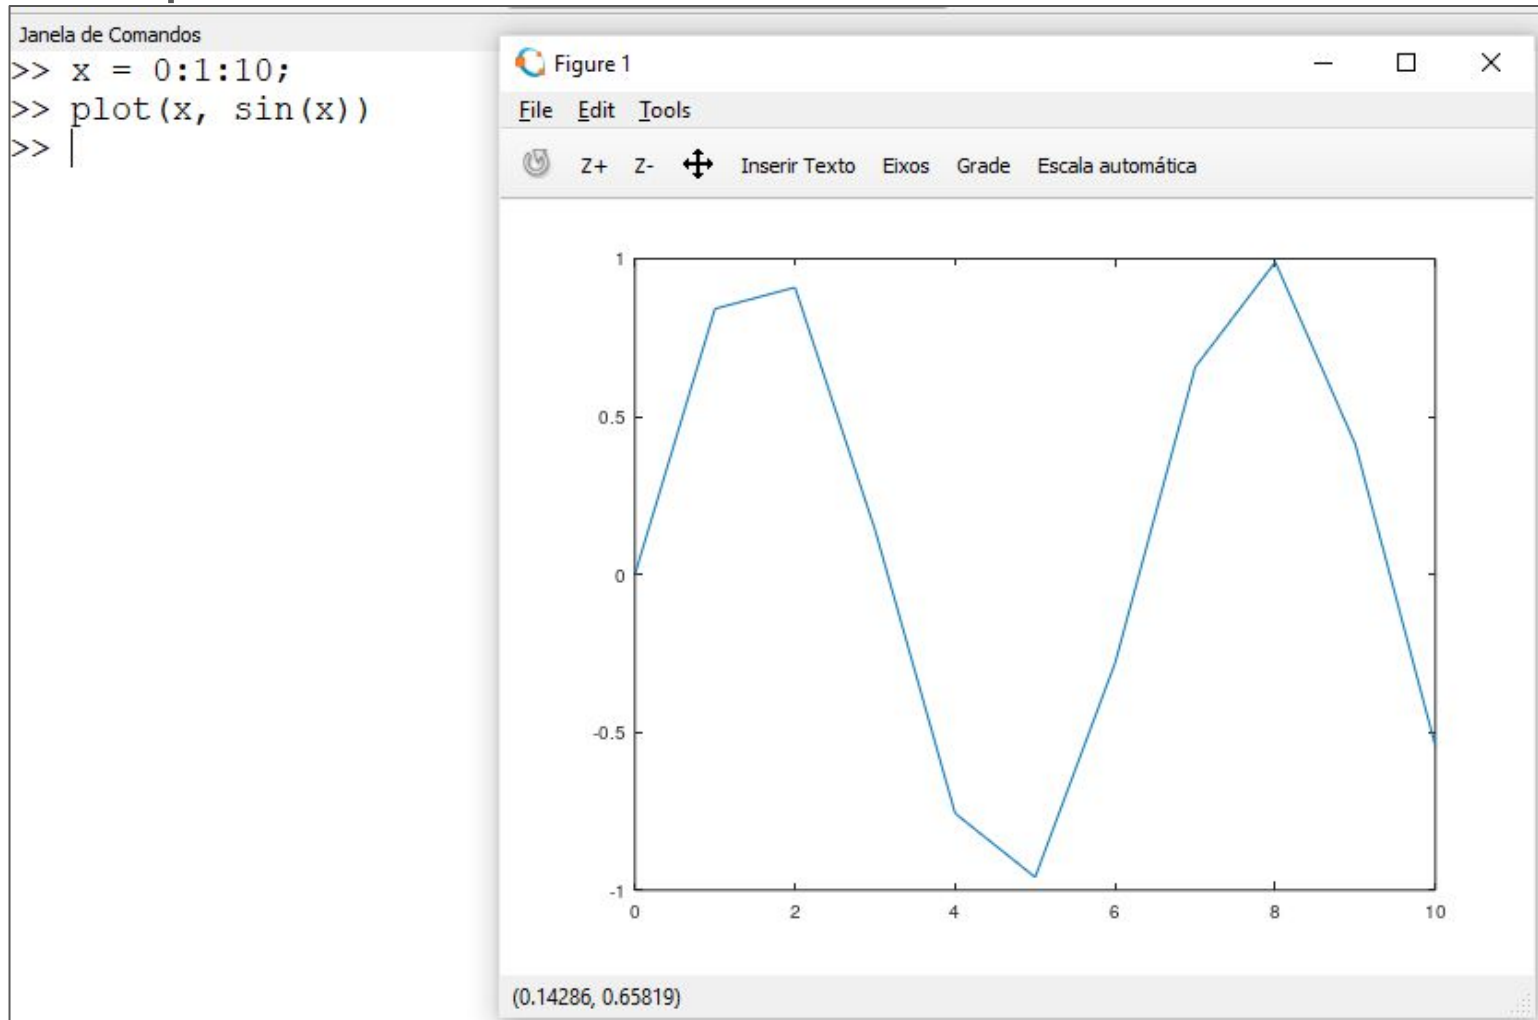 Janela de Comandos
>> x = 0:1:10;
>> plot(x, sin(x))
>>
Figure 1
File Edit Tools
Z+ Z- Inserir Texto Eixos Grade Escala automática
1
0.5
0
-0.5
-1
0 2 4 6 8 10
(0.14286, 0.65819)